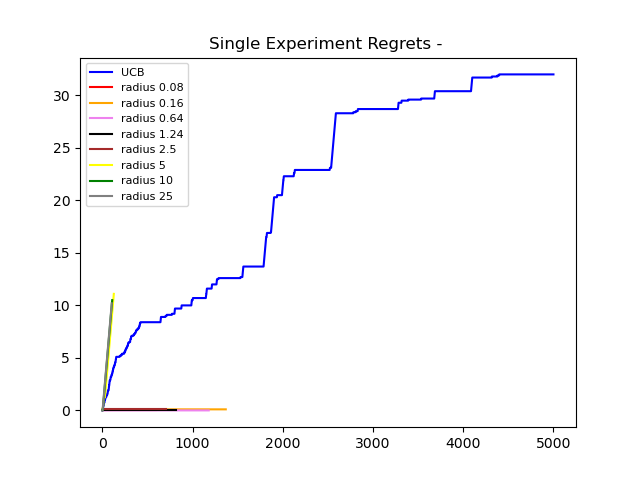 Single Experiment Regrets -
UCB
radius 0.08
radius 0.16
radius 0.64
radius 1.24
radius 2.5
radius 5
radius 10
radius 25
30
25
20
15
10
5
0
0 1000 2000 3000 4000 5000